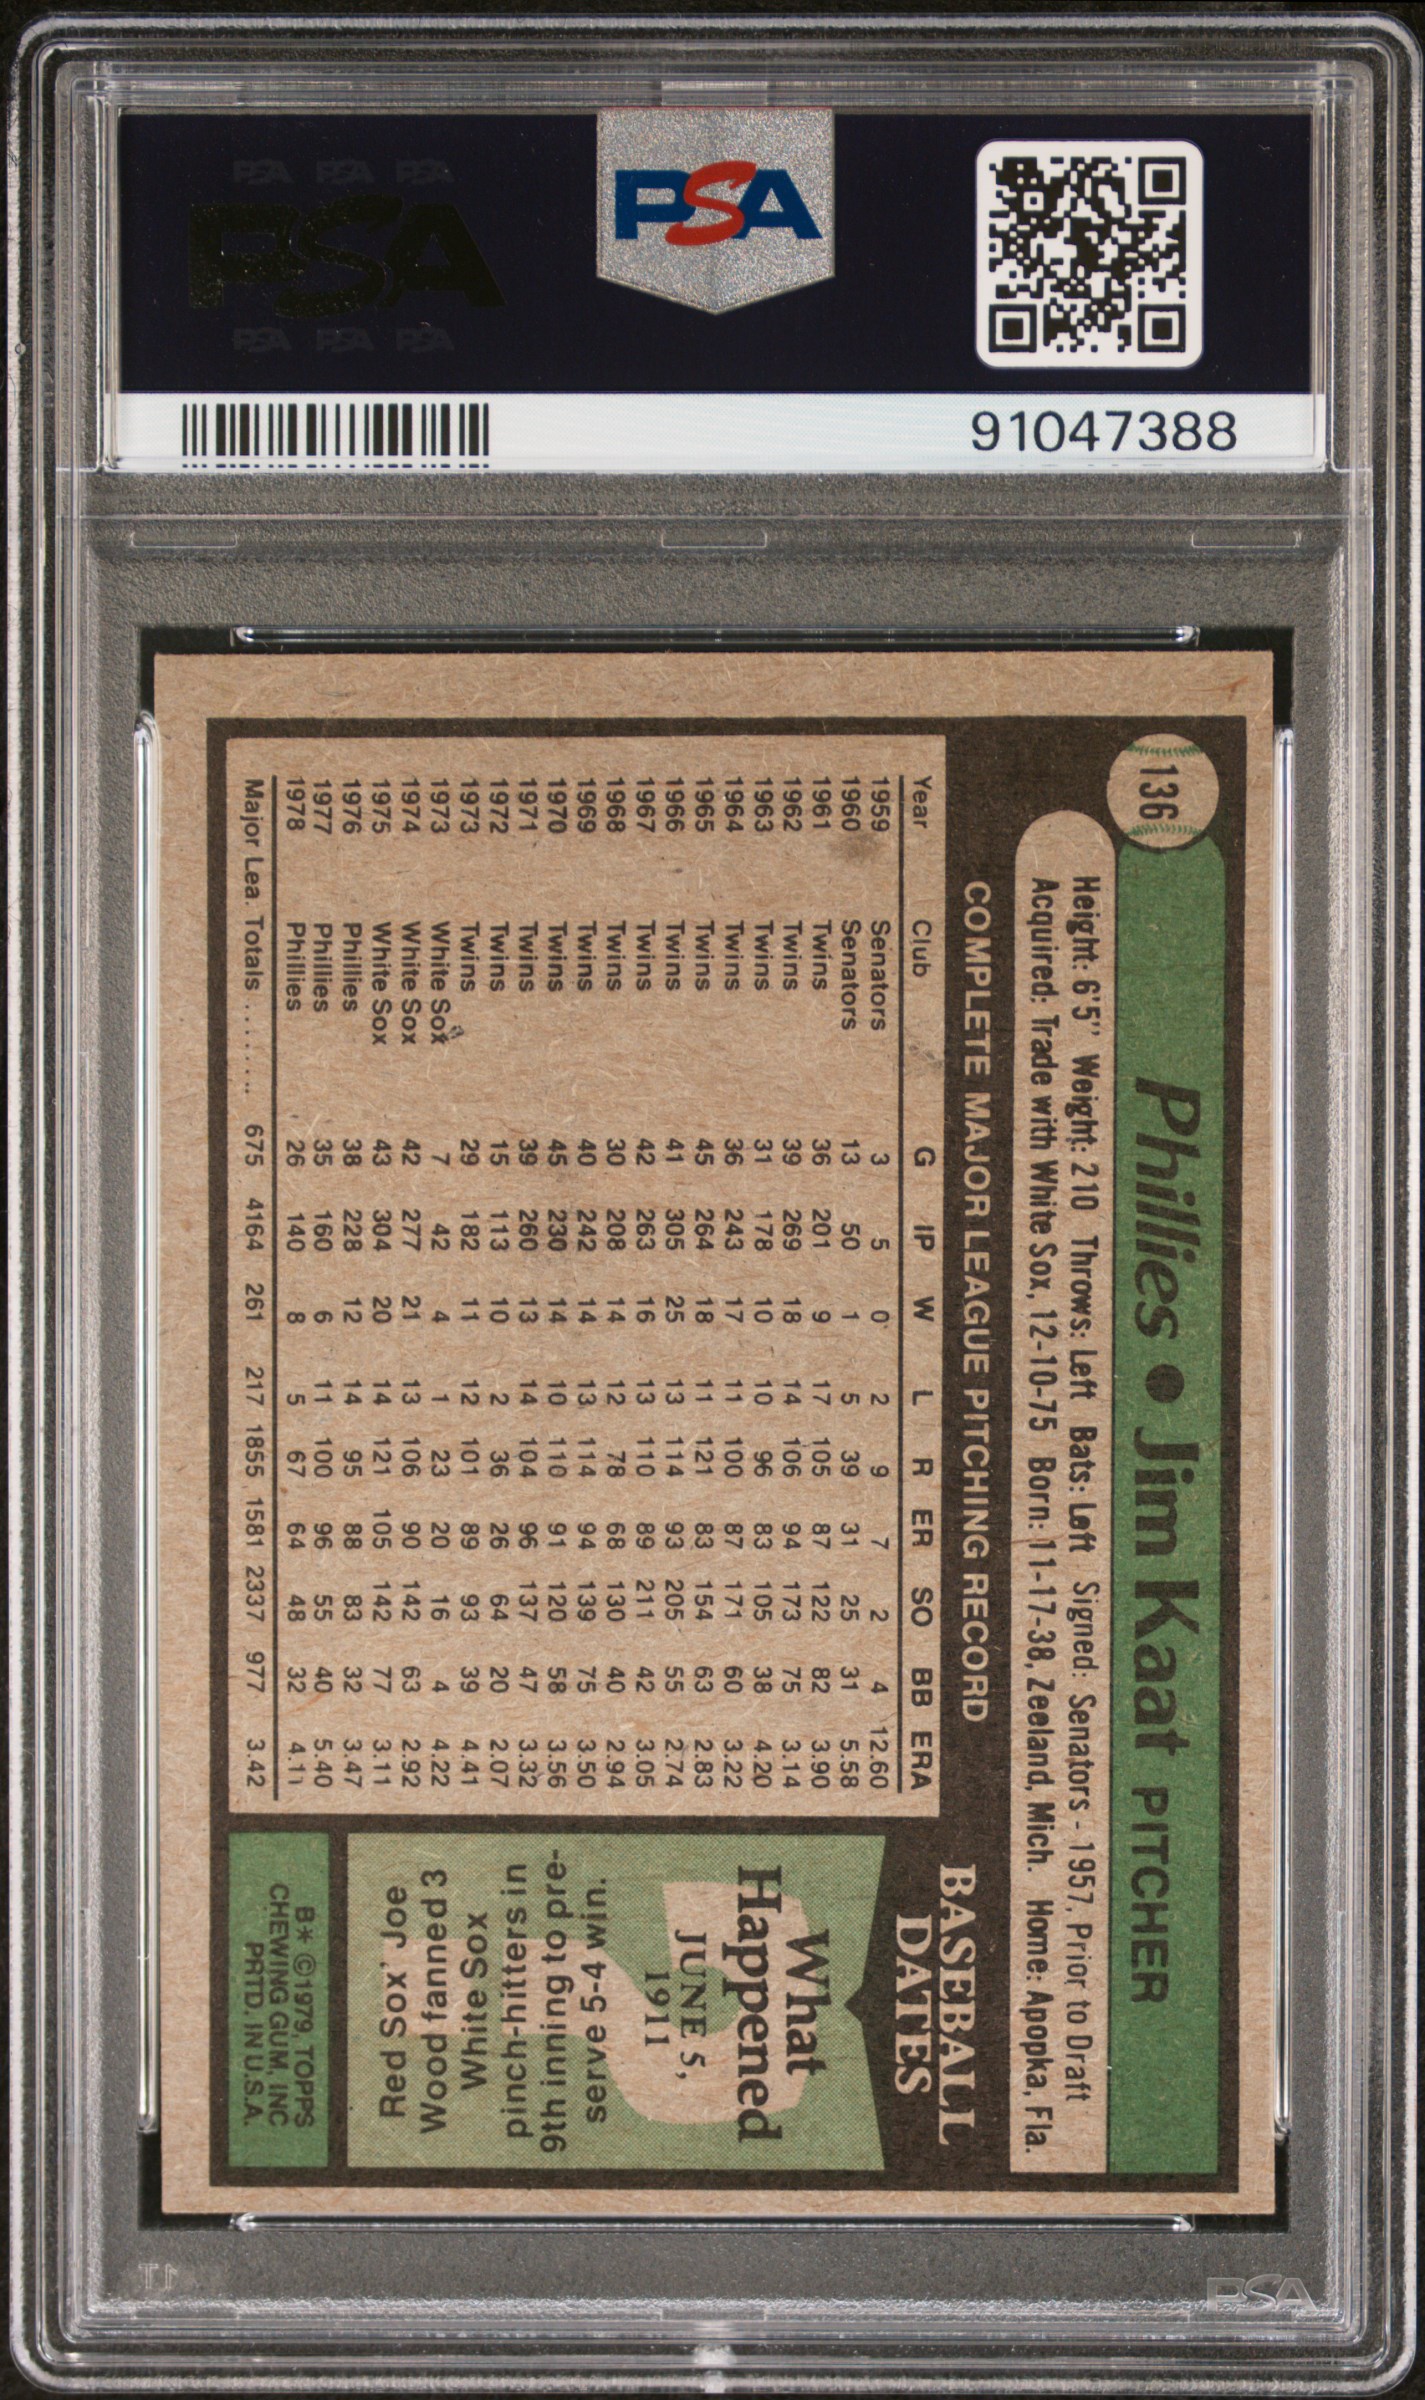 PSA PSA PSA
PSA
PSA PSA PSA
PSA
91047388
136
Phillies ● Jim Kaat PITCHER
Height: 6'5" Weight: 210 Throws: Left Bats: Left Signed: Senators - 1957, Prior to Draft
Acquired: Trade with White Sox, 12-10-75 Born: 11-17-38, Zeeland, Mich. Home: Apopka, Fla.
COMPLETE MAJOR LEAGUE PITCHING RECORD
Year Club G IP W L R ER SO BB ERA
1959 Senators 3 5 0 2 9 7 2 4 12.60
1960 Senators 13 50 1 5 39 31 25 31 5.58
1961 Twins 36 201 9 17 105 87 122 82 3.90
1962 Twins 39 269 18 14 106 94 173 75 3.14
1963 Twins 31 178 10 10 96 83 105 38 4.20
1964 Twins 36 243 17 11 100 87 171 60 3.22
1965 Twins 45 264 18 11 121 83 154 63 2.83
1966 Twins 41 305 25 13 114 93 205 55 2.74
1967 Twins 42 263 16 13 110 89 211 42 3.05
1968 Twins 30 208 14 12 78 68 130 40 2.94
1969 Twins 40 242 14 13 114 94 139 75 3.50
1970 Twins 45 230 14 10 110 91 120 58 3.56
1971 Twins 39 260 13 14 104 96 137 47 3.32
1972 Twins 15 113 10 2 36 26 64 20 2.07
1973 Twins 29 182 11 12 101 89 93 39 4.41
1973 White Sox 7 42 4 1 23 20 16 4 4.22
1974 White Sox 42 277 21 13 106 90 142 63 2.92
1975 White Sox 43 304 20 14 121 105 142 77 3.11
1976 Phillies 38 228 12 14 95 88 83 32 3.47
1977 Phillies 35 160 6 11 100 96 55 40 5.40
1978 Phillies 26 140 8 5 67 64 48 32 4.11
Major Lea. Totals ........ 675 4164 261 217 1855 1581 2337 977 3.42
BASEBALL
DATES
What
Happened
JUNE 5,
1911
Red Sox' Joe
Wood fanned 3
White Sox
pinch-hitters in
9th inning to pre-
serve 5-4 win.
B* ©1979, TOPPS
CHEWING GUM, INC
PRTD. IN U.S.A.
PSA